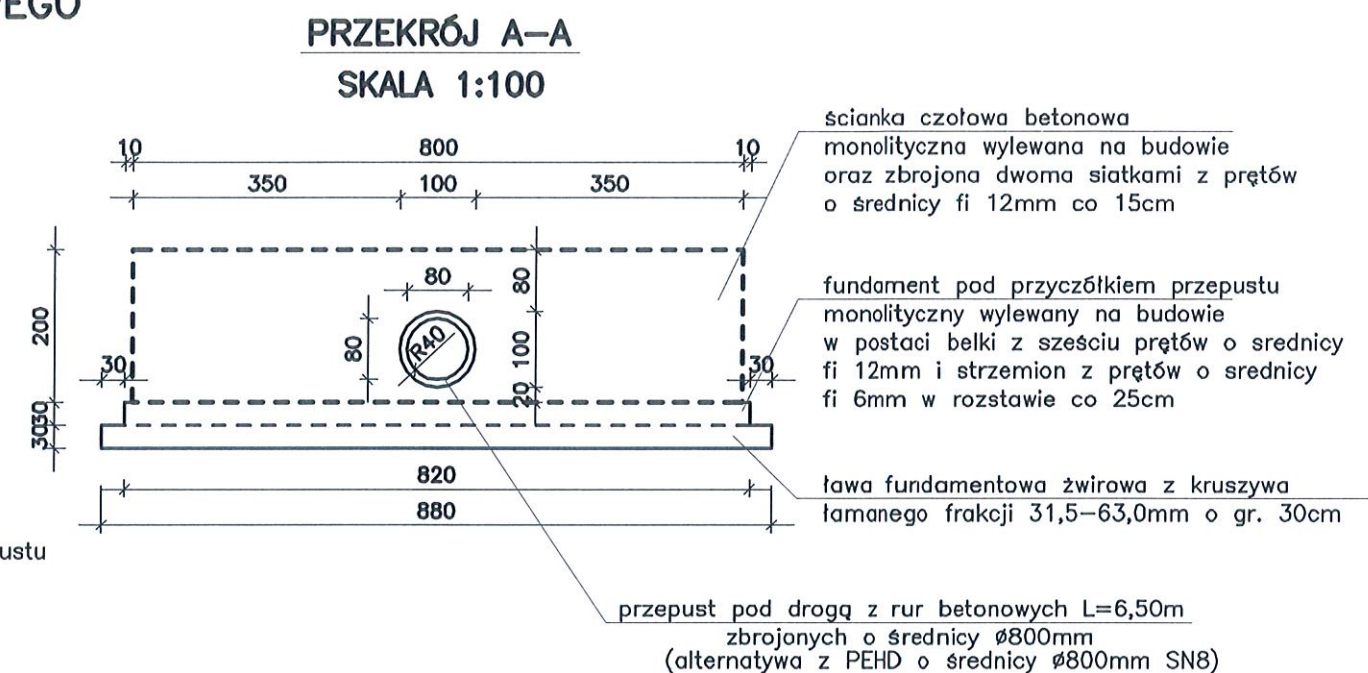 PRZEKRÓJ A–A
SKALA 1:100
10 800 10
350 100 350
ścianka czołowa betonowa
monolityczna wylewana na budowie
oraz zbrojona dwoma siatkami z prętów
o średnicy fi 12mm co 15cm
80
80
200
80
R40
100
20
30
30
30
30
fundament pod przyczółkiem przepustu
monolityczny wylewany na budowie
w postaci belki z sześciu prętów o srednicy
fi 12mm i strzemion z prętów o srednicy
fi 6mm w rozstawie co 25cm
820
880
ława fundamentowa żwirowa z kruszywa
łamanego frakcji 31,5–63,0mm o gr. 30cm
ustu
przepust pod drogą z rur betonowych L=6,50m
zbrojonych o średnicy ø800mm
(alternatywa z PEHD o średnicy ø800mm SN8)